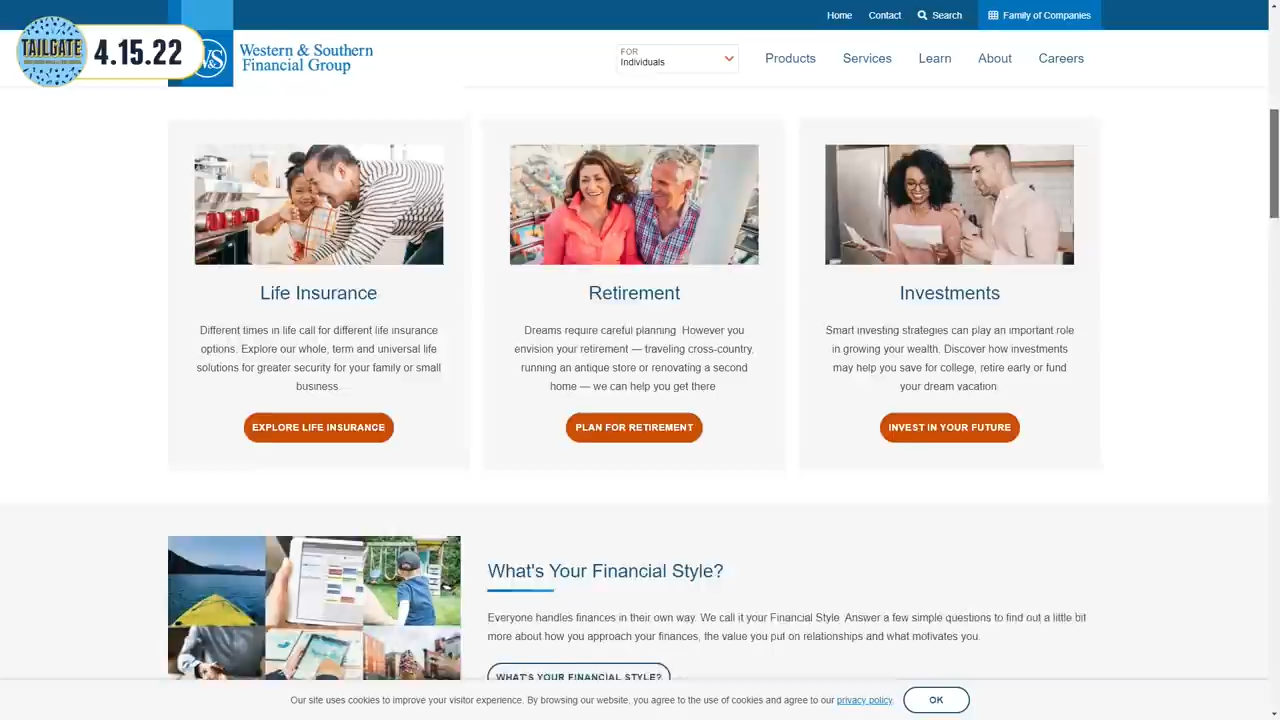 Home Contact Search Family of Companies
TAILGATE 4.15.22
W&S
Western & Southern
Financial Group
FOR
Individuals
Products Services Learn About Careers
Life Insurance
Different times in life call for different life insurance
options. Explore our whole, term and universal life
solutions for greater security for your family or small
business.
EXPLORE LIFE INSURANCE
Retirement
Dreams require careful planning. However you
envision your retirement — traveling cross-country,
running an antique store or renovating a second
home — we can help you get there
PLAN FOR RETIREMENT
Investments
Smart investing strategies can play an important role
in growing your wealth. Discover how investments
may help you save for college, retire early or fund
your dream vacation
INVEST IN YOUR FUTURE
What's Your Financial Style?
Everyone handles finances in their own way. We call it your Financial Style. Answer a few simple questions to find out a little bit
more about how you approach your finances, the value you put on relationships and what motivates you.
WHAT'S YOUR FINANCIAL STYLE?
Our site uses cookies to improve your visitor experience. By browsing our website, you agree to the use of cookies and agree to our privacy policy. OK